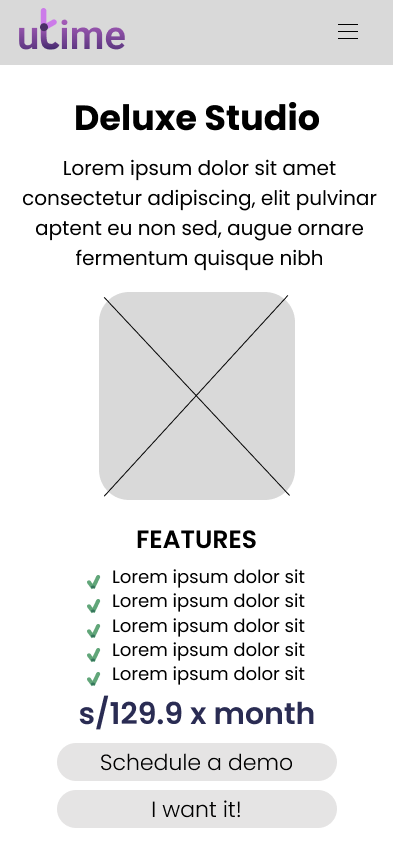 utime
Deluxe Studio
Lorem ipsum dolor sit amet
consectetur adipiscing, elit pulvinar
aptent eu non sed, augue ornare
fermentum quisque nibh
FEATURES
Lorem ipsum dolor sit
Lorem ipsum dolor sit
Lorem ipsum dolor sit
Lorem ipsum dolor sit
Lorem ipsum dolor sit
s/129.9 x month
Schedule a demo
I want it!